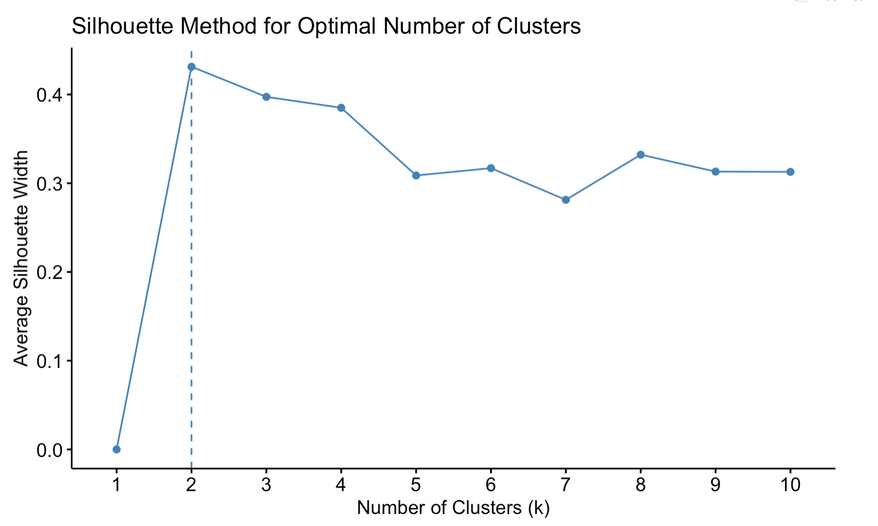 Silhouette Method for Optimal Number of Clusters
Average Silhouette Width
0.4
0.3
0.2
0.1
0.0
1 2 3 4 5 6 7 8 9 10
Number of Clusters (k)